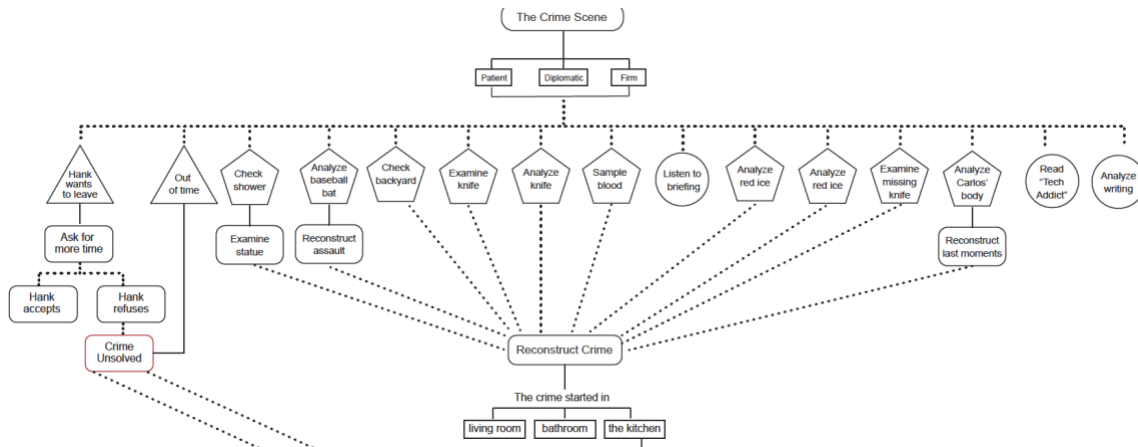 The Crime Scene
Patient
Diplomatic
Firm
Hank
wants
to leave
Out
of time
Check
shower
Analyze
baseball
bat
Check
backyard
Examine
knife
Analyze
knife
Sample
blood
Listen to
briefing
Analyze
red ice
Analyze
red ice
Examine
missing
knife
Analyze
Carlos'
body
Read
"Tech
Addict"
Analyze
writing
Ask for
more time
Examine
statue
Reconstruct
assault
Reconstruct
last moments
Hank
accepts
Hank
refuses
Crime
Unsolved
Reconstruct Crime
The crime started in
living room
bathroom
the kitchen